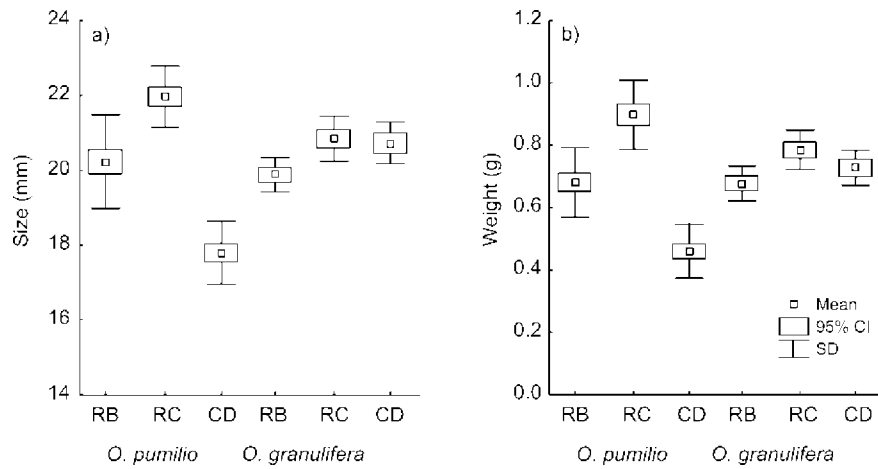 a)
Size (mm)
24
22
20
18
16
14
RB RC CD RB RC CD
O. pumilio O. granulifera
b)
Weight (g)
1.2
1.0
0.8
0.6
0.4
0.2
0.0
Mean
95% CI
SD
RB RC CD RB RC CD
O. pumilio O. granulifera